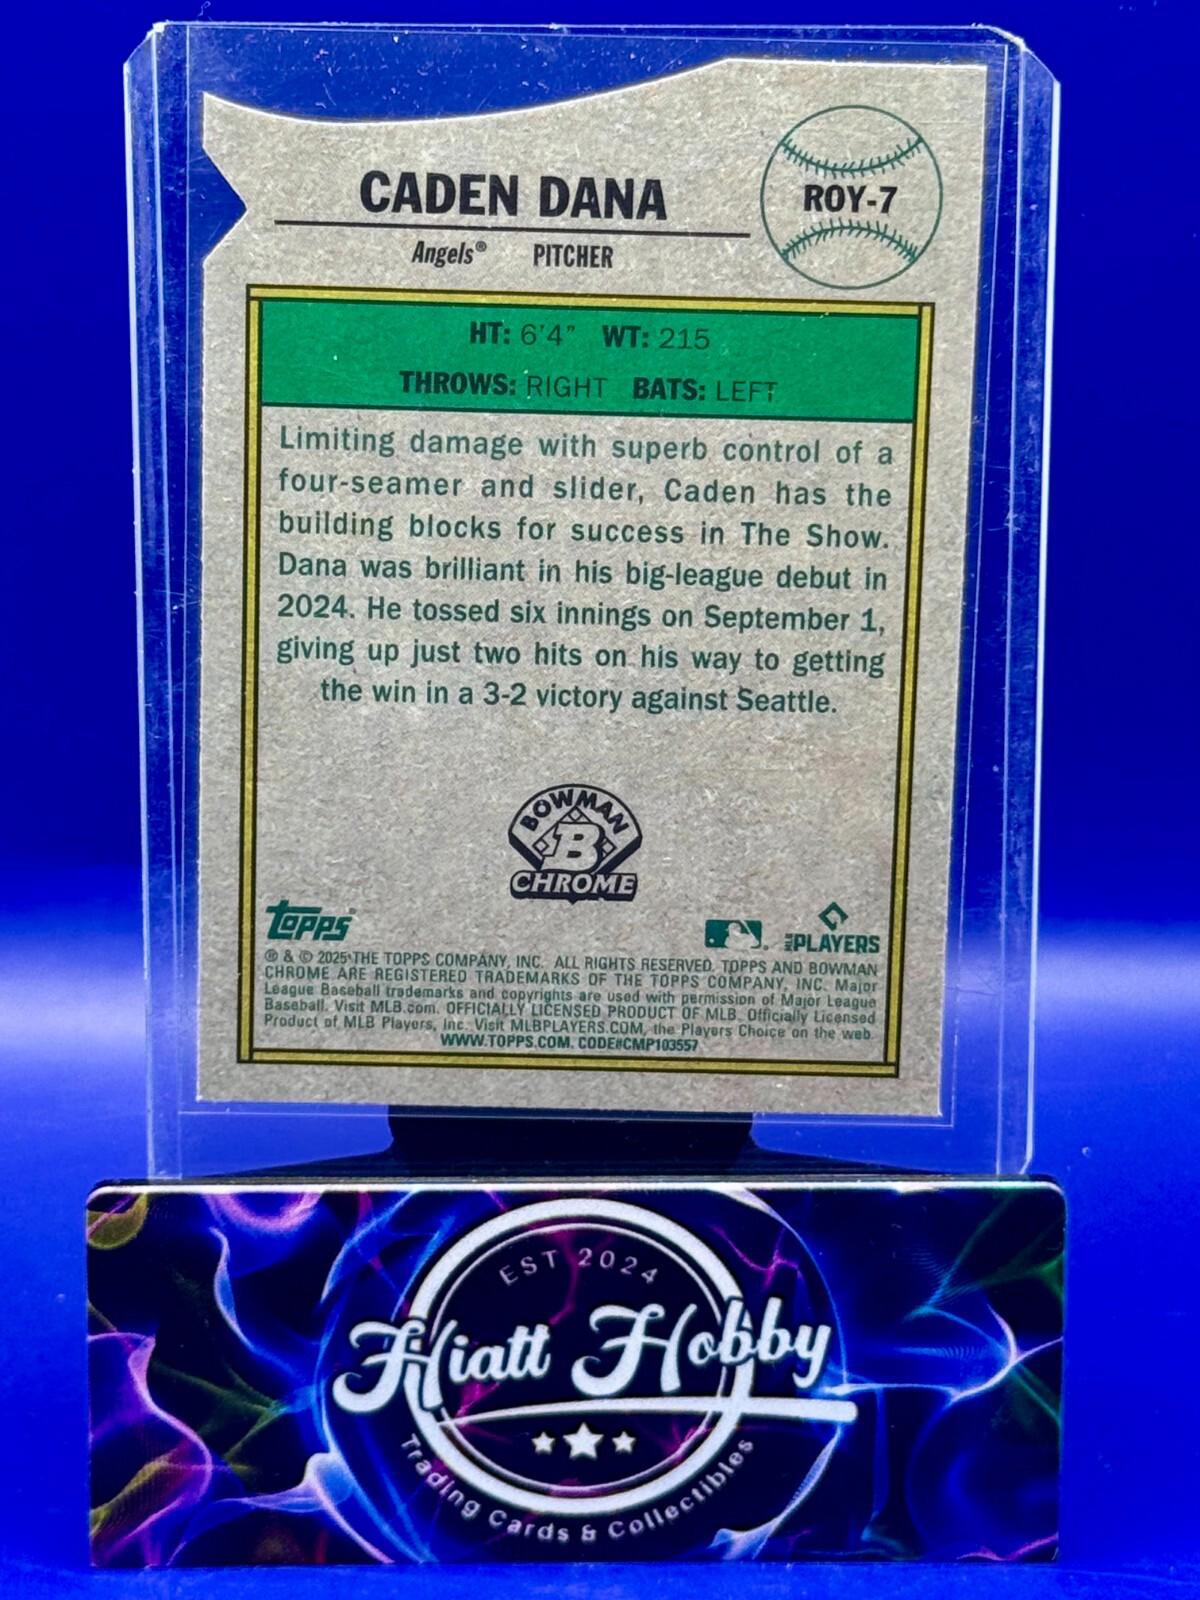 CADEN DANA
ROY-7
Angels® PITCHER
HT: 6'4" WT: 215
THROWS: RIGHT BATS: LEFT
Limiting damage with superb control of a
four-seamer and slider, Caden has the
building blocks for success in The Show.
Dana was brilliant in his big-league debut in
2024. He tossed six innings on September 1,
giving up just two hits on his way to getting
the win in a 3-2 victory against Seattle.
BOWMAN
B
CHROME
topps
MLB PLAYERS
® & © 2025 THE TOPPS COMPANY, INC. ALL RIGHTS RESERVED. TOPPS AND BOWMAN
CHROME ARE REGISTERED TRADEMARKS OF THE TOPPS COMPANY, INC. Major
League Baseball trademarks and copyrights are used with permission of Major League
Baseball. Visit MLB.com. OFFICIALLY LICENSED PRODUCT OF MLB. Officially Licensed
Product of MLB Players, Inc. Visit MLBPLAYERS.COM, the Players Choice on the web.
WWW.TOPPS.COM. CODE#CMP103557
EST 2024
Hiatt Hobby
Trading Cards & Collectibles